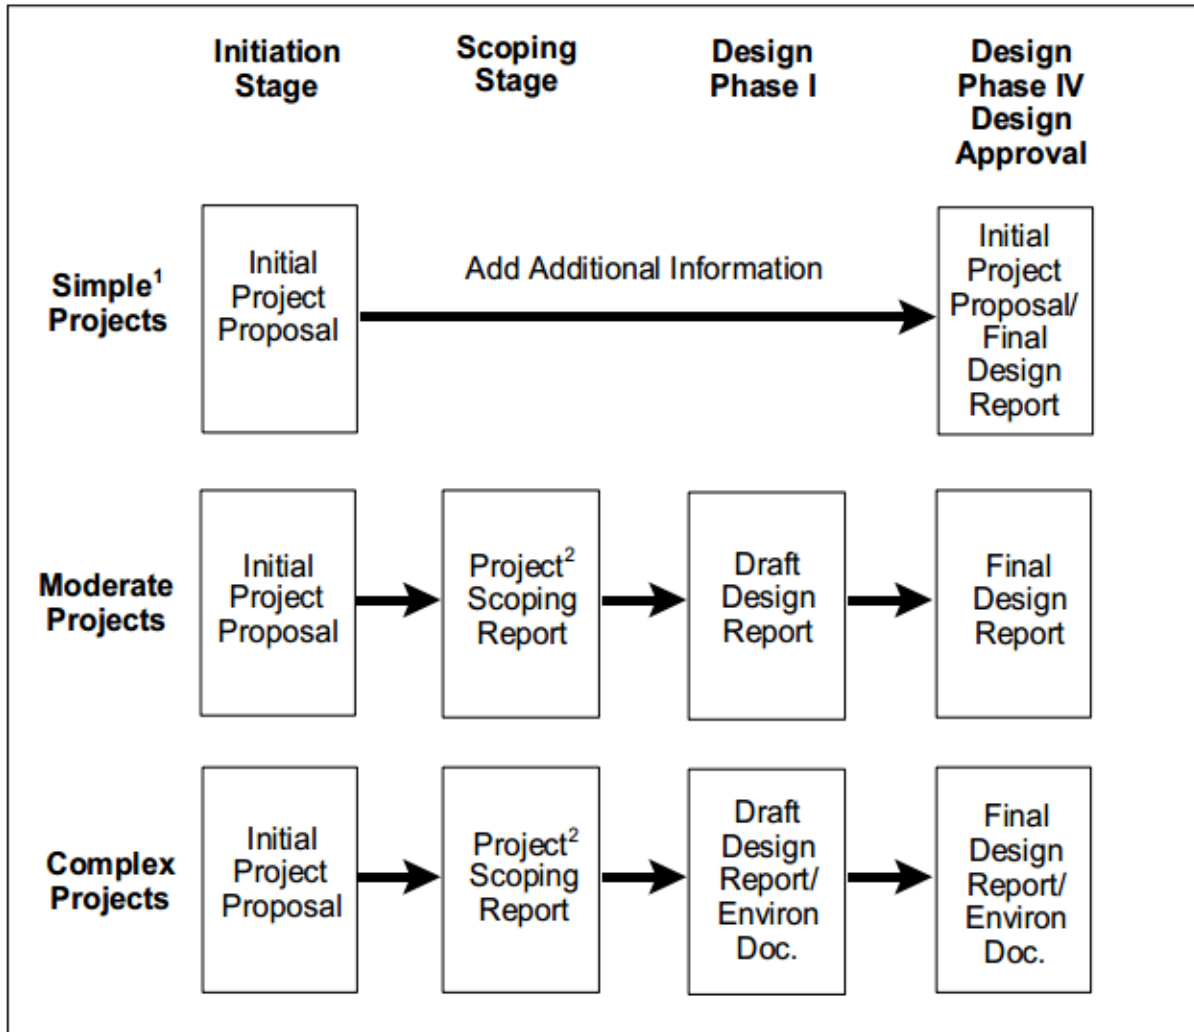 Initiation
Stage
Scoping
Stage
Design
Phase I
Design
Phase IV
Design
Approval
Simple¹
Projects
Initial
Project
Proposal
Add Additional Information
Initial
Project
Proposal/
Final
Design
Report
Moderate
Projects
Initial
Project
Proposal
Project²
Scoping
Report
Draft
Design
Report
Final
Design
Report
Complex
Projects
Initial
Project
Proposal
Project²
Scoping
Report
Draft
Design
Report/
Environ
Doc.
Final
Design
Report/
Environ
Doc.